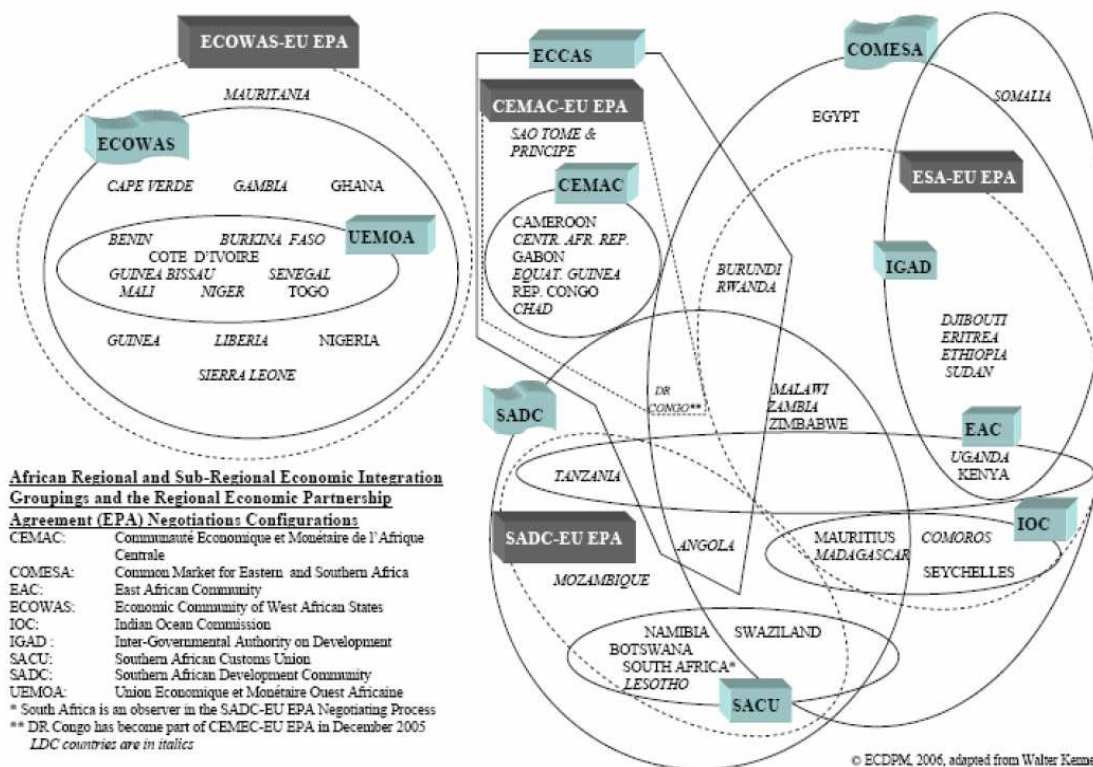 ECOWAS-EU EPA
MAURITANIA
ECOWAS
CAPE VERDE GAMBIA GHANA
UEMOA
BENIN BURKINA FASO
COTE D'IVOIRE
GUINEA BISSAU SENEGAL
MALI NIGER TOGO
GUINEA LIBERIA NIGERIA
SIERRA LEONE
ECCAS
CEMAC-EU EPA
SAO TOME &
PRINCIPE
CEMAC
CAMEROON
CENTR. AFR. REP.
GABON
EQUAT. GUINEA
REP. CONGO
CHAD
COMESA
EGYPT
SOMALIA
ESA-EU EPA
BURUNDI
RWANDA
IGAD
DJIBOUTI
ERITREA
ETHIOPIA
SUDAN
SADC
DR
CONGO**
MALAWI
ZAMBIA
ZIMBABWE
EAC
UGANDA
KENYA
TANZANIA
IOC
SADC-EU EPA
ANGOLA
MAURITIUS COMOROS
MADAGASCAR
SEYCHELLES
MOZAMBIQUE
NAMIBIA SWAZILAND
BOTSWANA
SOUTH AFRICA*
LESOTHO
SACU
African Regional and Sub-Regional Economic Integration
Groupings and the Regional Economic Partnership
Agreement (EPA) Negotiations Configurations
CEMAC: Communauté Economique et Monétaire de l'Afrique
Centrale
COMESA: Common Market for Eastern and Southern Africa
EAC: East African Community
ECOWAS: Economic Community of West African States
IOC: Indian Ocean Commission
IGAD : Inter-Governmental Authority on Development
SACU: Southern African Customs Union
SADC: Southern African Development Community
UEMOA: Union Economique et Monétaire Ouest Africaine
* South Africa is an observer in the SADC-EU EPA Negotiating Process
** DR Congo has become part of CEMEC-EU EPA in December 2005
LDC countries are in italics
© ECDPM, 2006, adapted from Walter Kenne